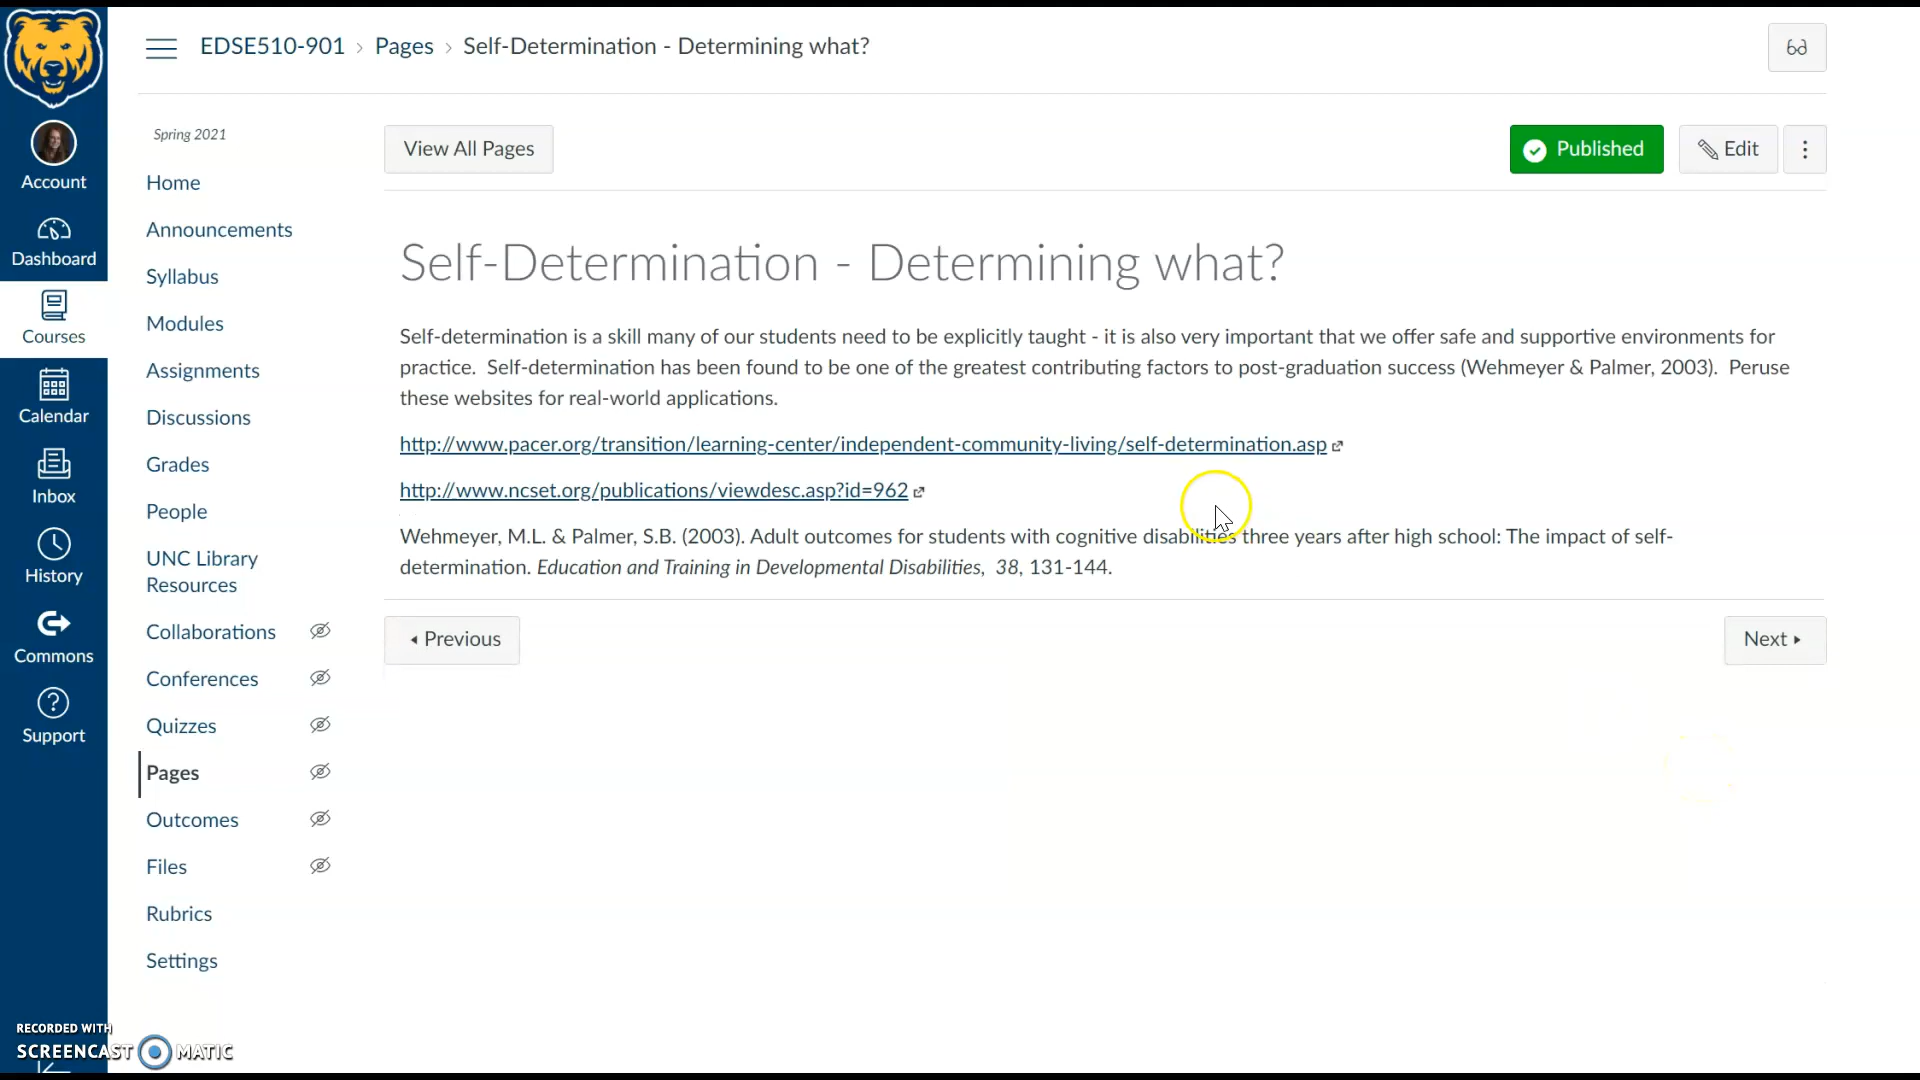 EDSE510-901 › Pages › Self-Determination - Determining what?
Account
Dashboard
Courses
Calendar
Inbox
History
Commons
Support
Spring 2021
Home
Announcements
Syllabus
Modules
Assignments
Discussions
Grades
People
UNC Library
Resources
Collaborations
Conferences
Quizzes
Pages
Outcomes
Files
Rubrics
Settings
View All Pages
Published
Edit
Self-Determination - Determining what?
Self-determination is a skill many of our students need to be explicitly taught - it is also very important that we offer safe and supportive environments for
practice. Self-determination has been found to be one of the greatest contributing factors to post-graduation success (Wehmeyer & Palmer, 2003). Peruse
these websites for real-world applications.
http://www.pacer.org/transition/learning-center/independent-community-living/self-determination.asp
http://www.ncset.org/publications/viewdesc.asp?id=962
Wehmeyer, M.L. & Palmer, S.B. (2003). Adult outcomes for students with cognitive disabilities three years after high school: The impact of self-
determination. Education and Training in Developmental Disabilities, 38, 131-144.
Previous
Next
RECORDED WITH
SCREENCAST MATIC